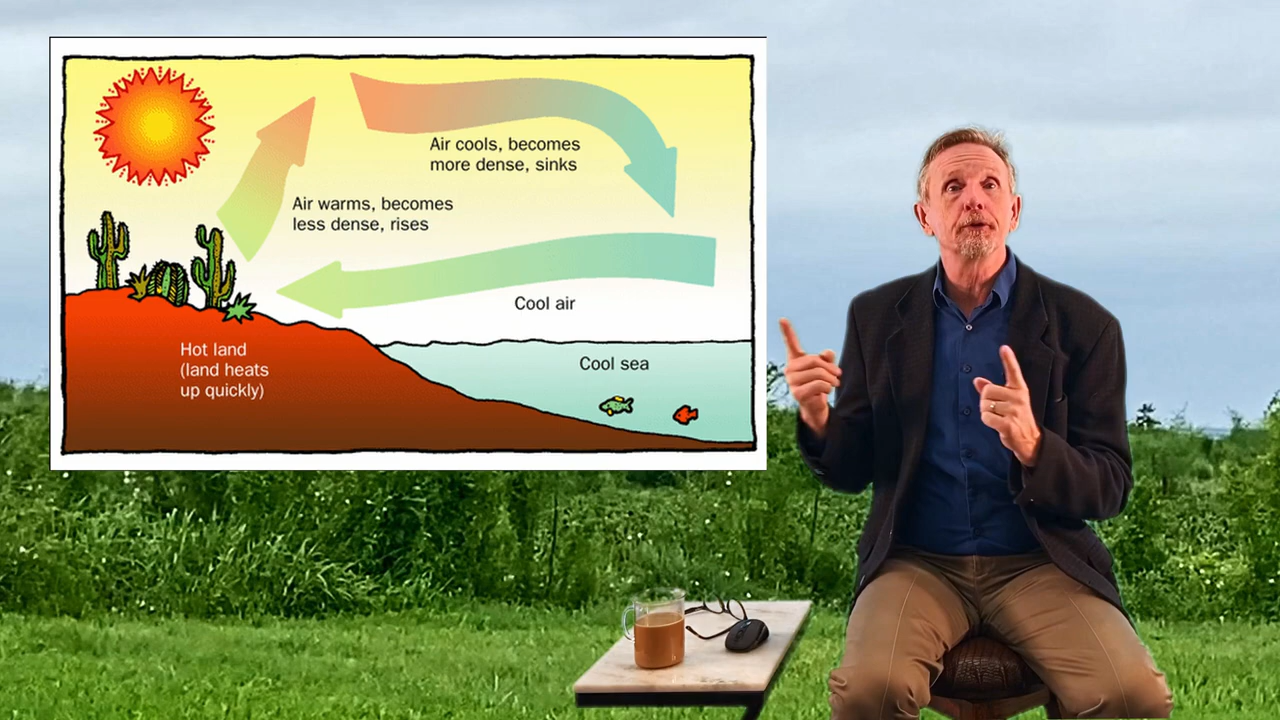 Air cools, becomes
more dense, sinks
Air warms, becomes
less dense, rises
Cool air
Hot land
(land heats
up quickly)
Cool sea